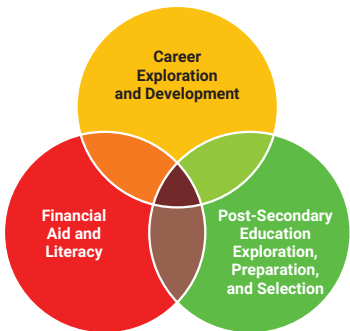 Career
Exploration
and Development
Financial
Aid and
Literacy
Post-Secondary
Education
Exploration,
Preparation,
and Selection